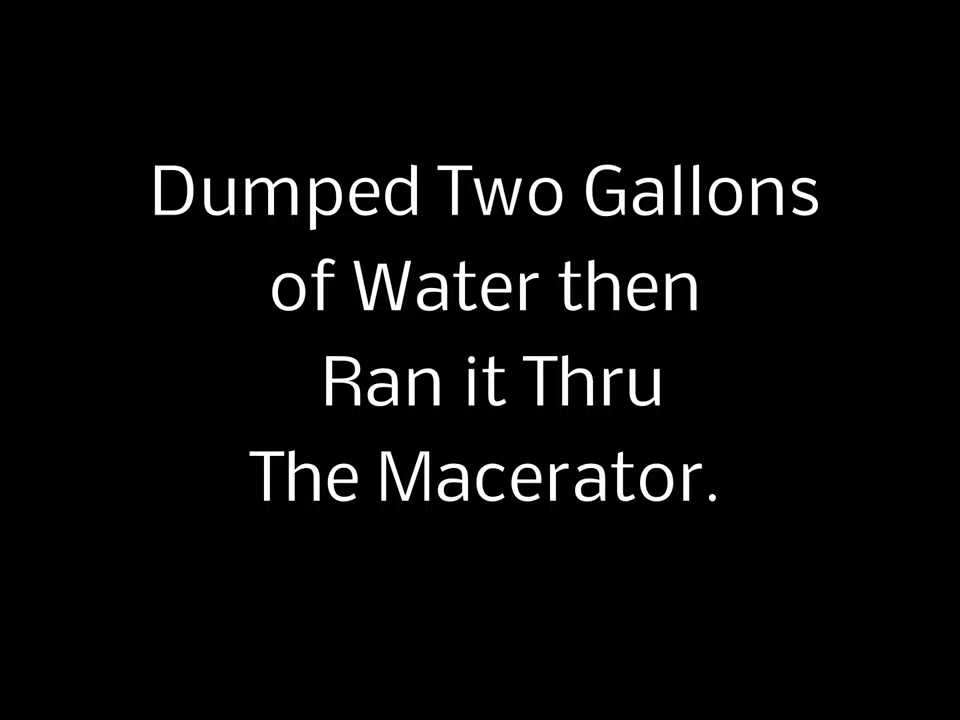 Dumped Two Gallons
of Water then
Ran it Thru
The Macerator.